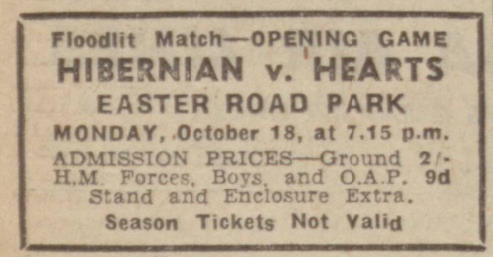 Floodlit Match—OPENING GAME
HIBERNIAN v. HEARTS
EASTER ROAD PARK
MONDAY, October 18, at 7.15 p.m.
ADMISSION PRICES—Ground 2/-
H.M. Forces, Boys, and O.A.P. 9d
Stand and Enclosure Extra.
Season Tickets Not Valid